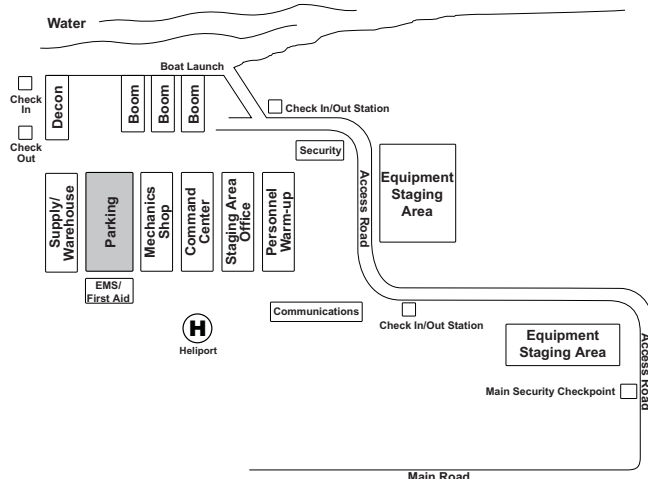 Water
Boat Launch
Check
In
Decon
Boom
Boom
Boom
Check In/Out Station
Check
Out
Security
Supply/
Warehouse
Parking
Mechanics
Shop
Command
Center
Staging Area
Office
Personnel
Warm-up
Access Road
Equipment
Staging
Area
EMS/
First Aid
Communications
Check In/Out Station
H
Heliport
Equipment
Staging Area
Access Road
Main Security Checkpoint
Main Road